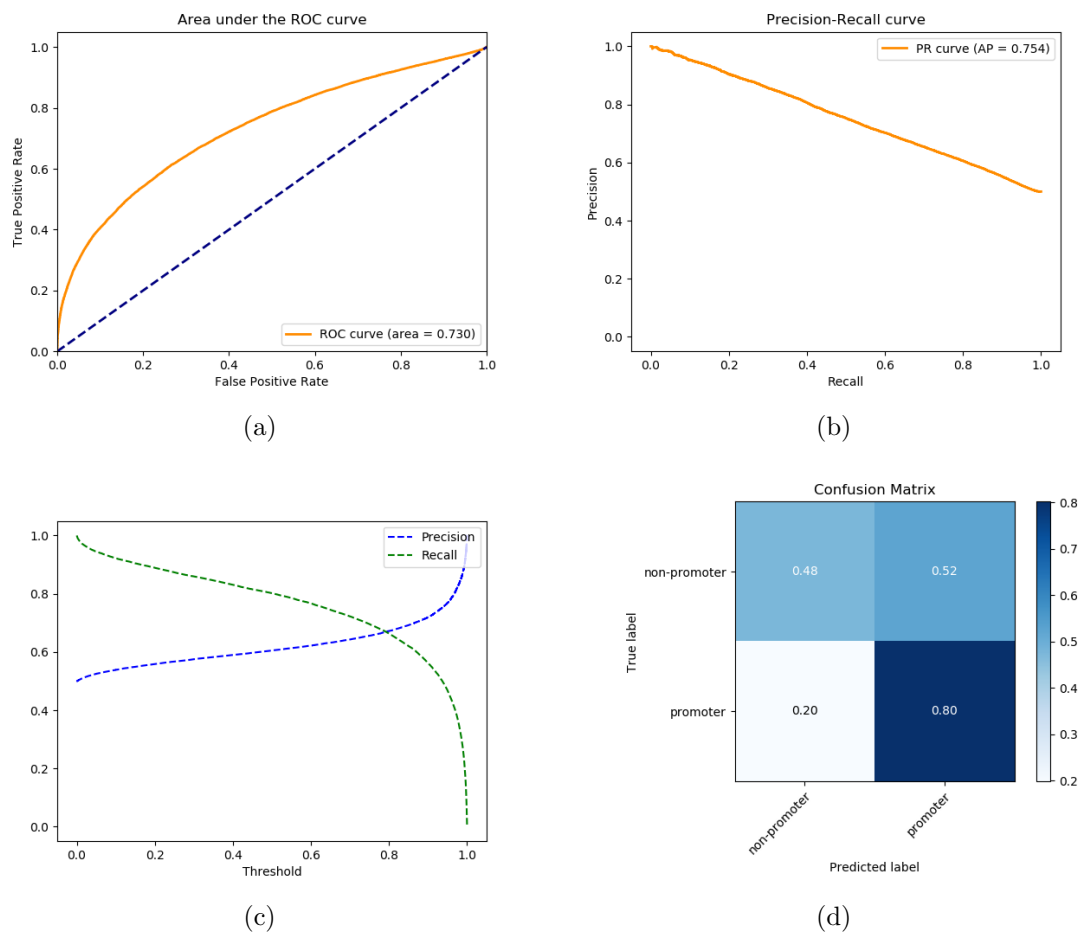 Area under the ROC curve
1.0
0.8
0.6
0.4
0.2
0.0
True Positive Rate
ROC curve (area = 0.730)
0.0 0.2 0.4 0.6 0.8 1.0
False Positive Rate
(a)
Precision-Recall curve
1.0
0.8
0.6
0.4
0.2
0.0
Precision
PR curve (AP = 0.754)
0.0 0.2 0.4 0.6 0.8 1.0
Recall
(b)
1.0
0.8
0.6
0.4
0.2
0.0
Precision
Recall
0.0 0.2 0.4 0.6 0.8 1.0
Threshold
(c)
Confusion Matrix
True label
non-promoter 0.48 0.52
promoter 0.20 0.80
non-promoter promoter
Predicted label
0.8
0.7
0.6
0.5
0.4
0.3
0.2
(d)